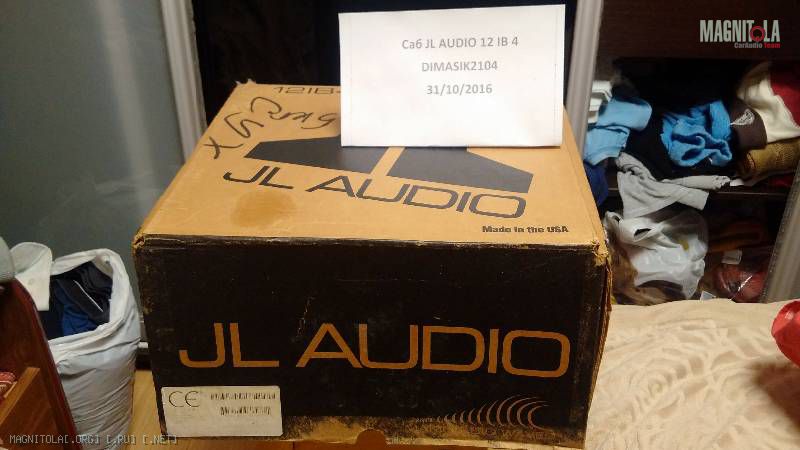 MAGNITOLA
CarAudio Team
Саб JL AUDIO 12 IB 4
DIMASIK2104
31/10/2016
12IB
JL AUDIO
Made in the USA
JL AUDIO
CE
MAGNITOLA[.ORG] [.RU] [.NET]